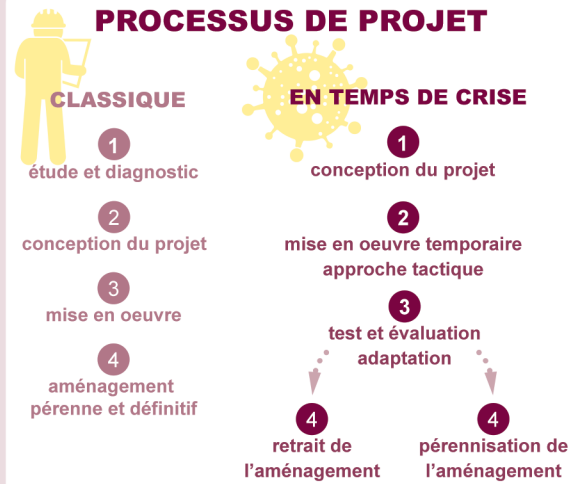 PROCESSUS DE PROJET
CLASSIQUE
1
étude et diagnostic
2
conception du projet
3
mise en oeuvre
4
aménagement
pérenne et définitif
EN TEMPS DE CRISE
1
conception du projet
2
mise en oeuvre temporaire
approche tactique
3
test et évaluation
adaptation
4
retrait de
l'aménagement
4
pérennisation de
l'aménagement